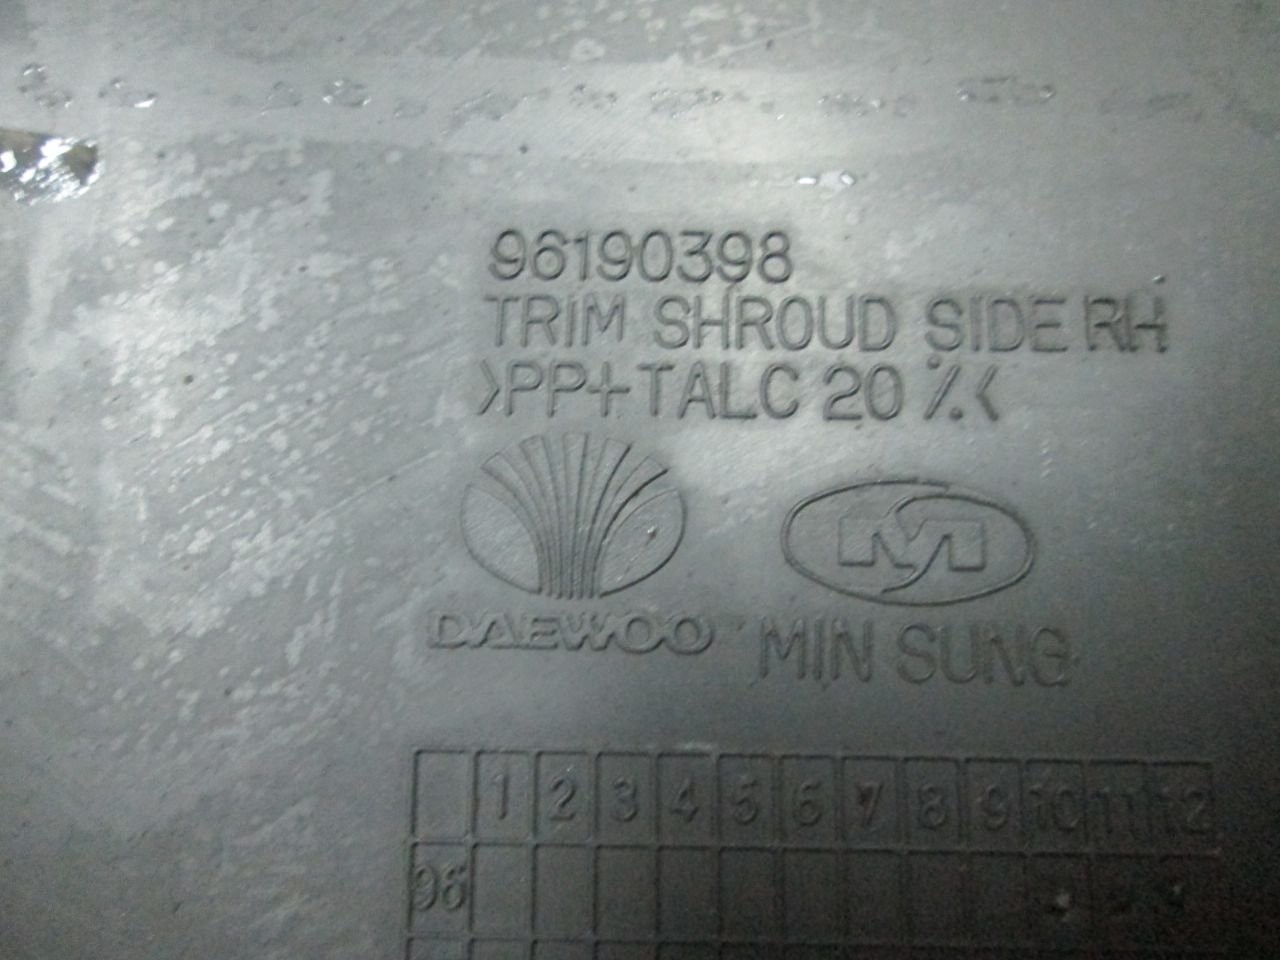 96190398
TRIM SHROUD SIDE RH
>PP+TALC 20 %<
DAEWOO MIN SUNG
1 2 3 4 5 6 7 8 9 10 11 12
96